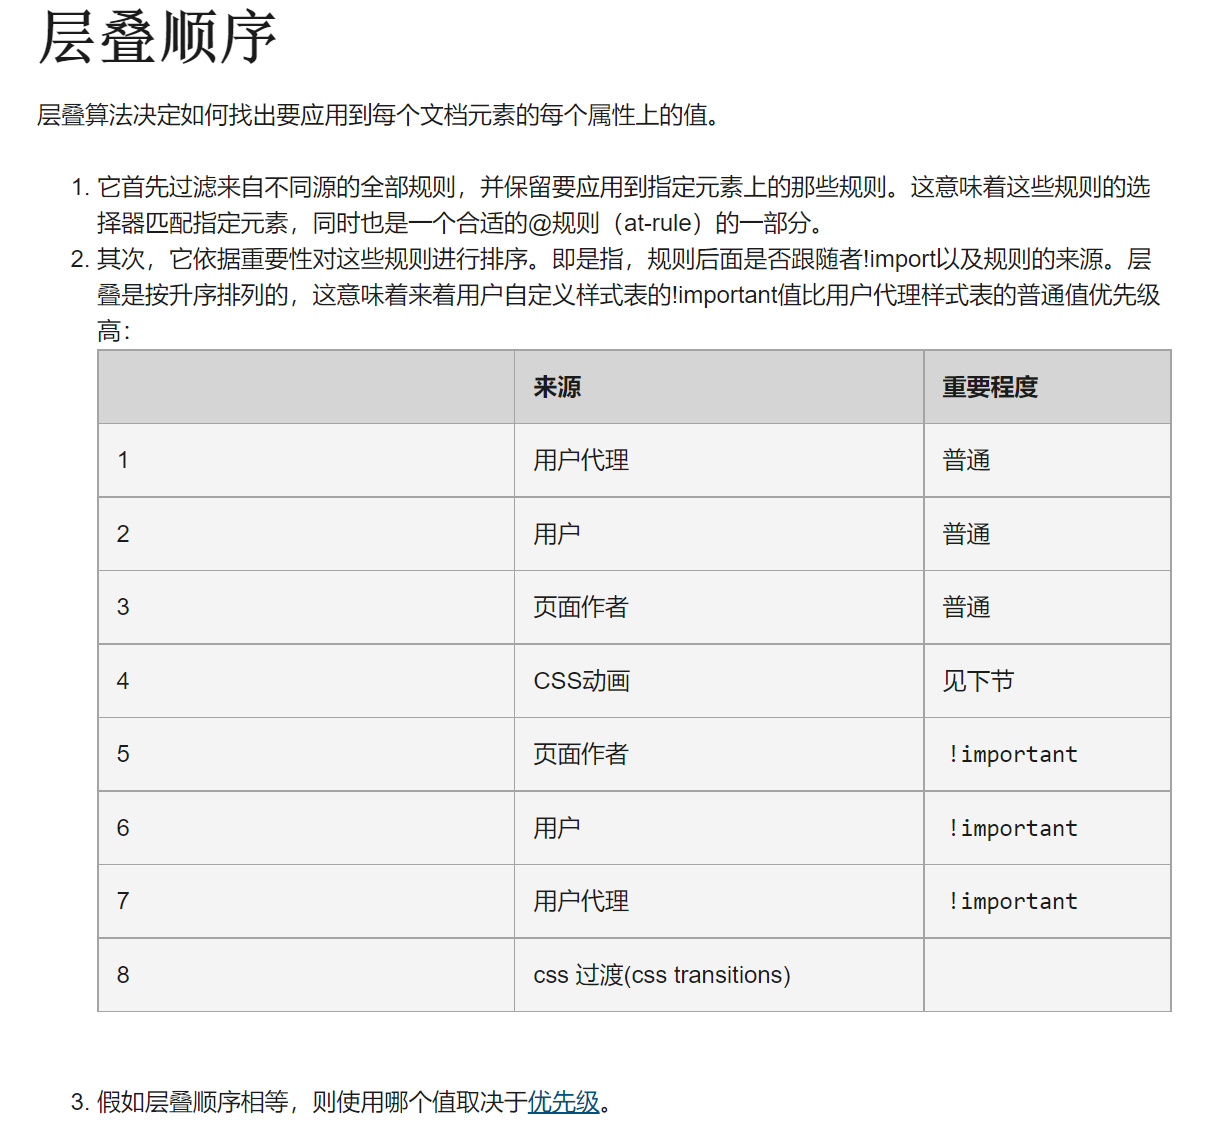 层叠顺序
层叠算法决定如何找出要应用到每个文档元素的每个属性上的值。
1. 它首先过滤来自不同源的全部规则，并保留要应用到指定元素上的那些规则。这意味着这些规则的选
择器匹配指定元素，同时也是一个合适的@规则（at-rule）的一部分。
2. 其次，它依据重要性对这些规则进行排序。即是指，规则后面是否跟随者!import以及规则的来源。层
叠是按升序排列的，这意味着来着用户自定义样式表的!important值比用户代理样式表的普通值优先级
高：
来源 重要程度
1 用户代理 普通
2 用户 普通
3 页面作者 普通
4 CSS动画 见下节
5 页面作者 !important
6 用户 !important
7 用户代理 !important
8 css 过渡(css transitions)
3. 假如层叠顺序相等，则使用哪个值取决于优先级。